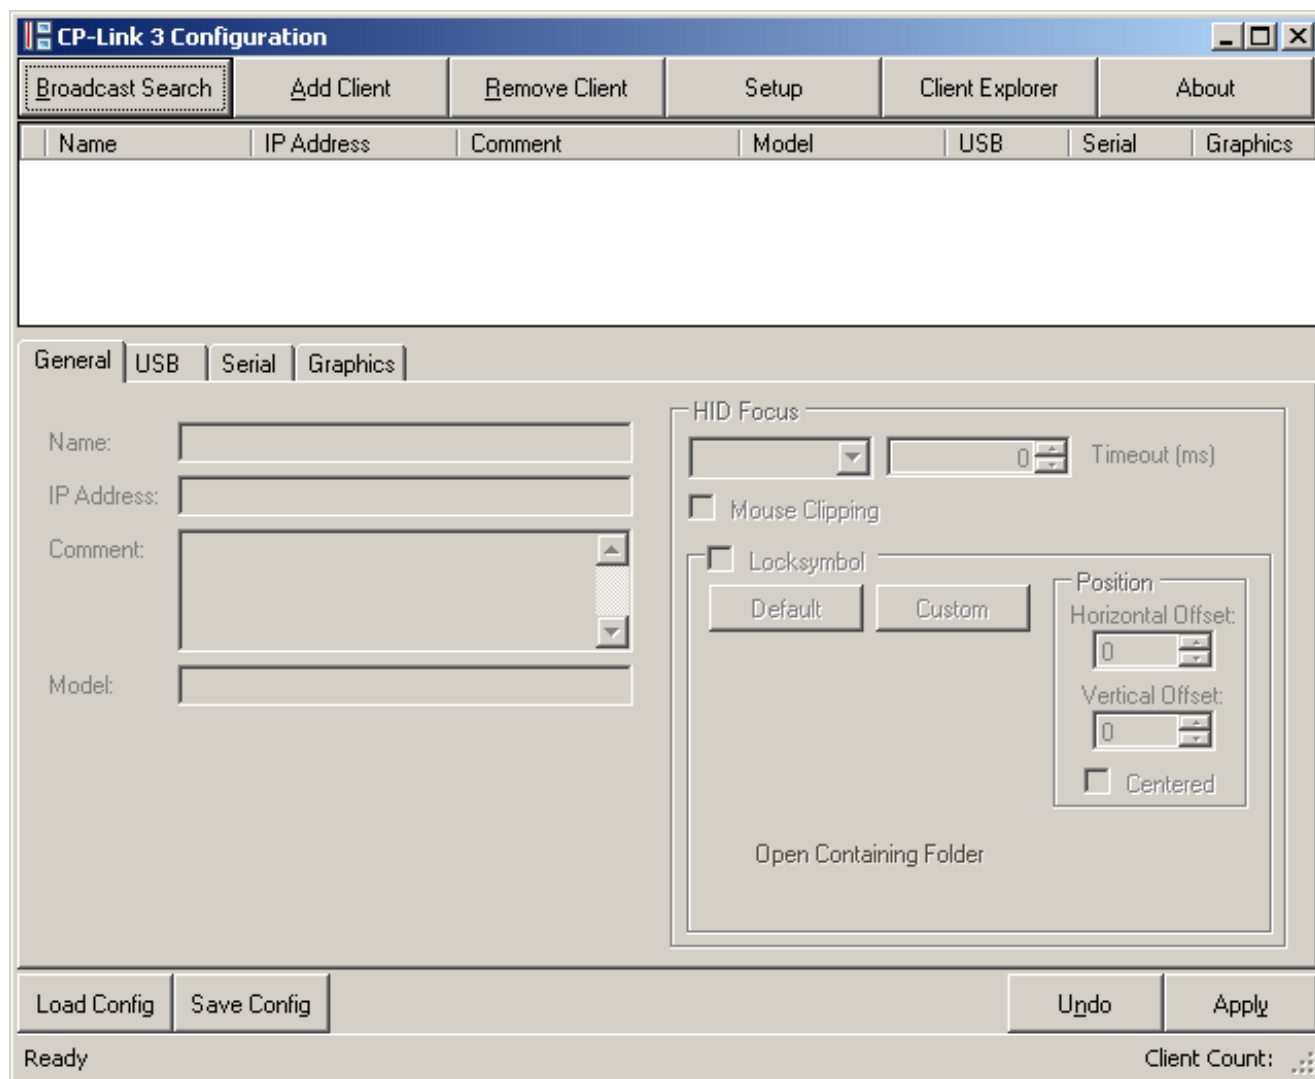 CP-Link 3 Configuration
Broadcast Search Add Client Remove Client Setup Client Explorer About
Name IP Address Comment Model USB Serial Graphics
General USB Serial Graphics
HID Focus
Name:
0 Timeout (ms)
IP Address:
Mouse Clipping
Comment:
Locksymbol
Position
Default Custom
Horizontal Offset:
0
Model:
Vertical Offset:
0
Centered
Open Containing Folder
Load Config Save Config Undo Apply
Ready Client Count: